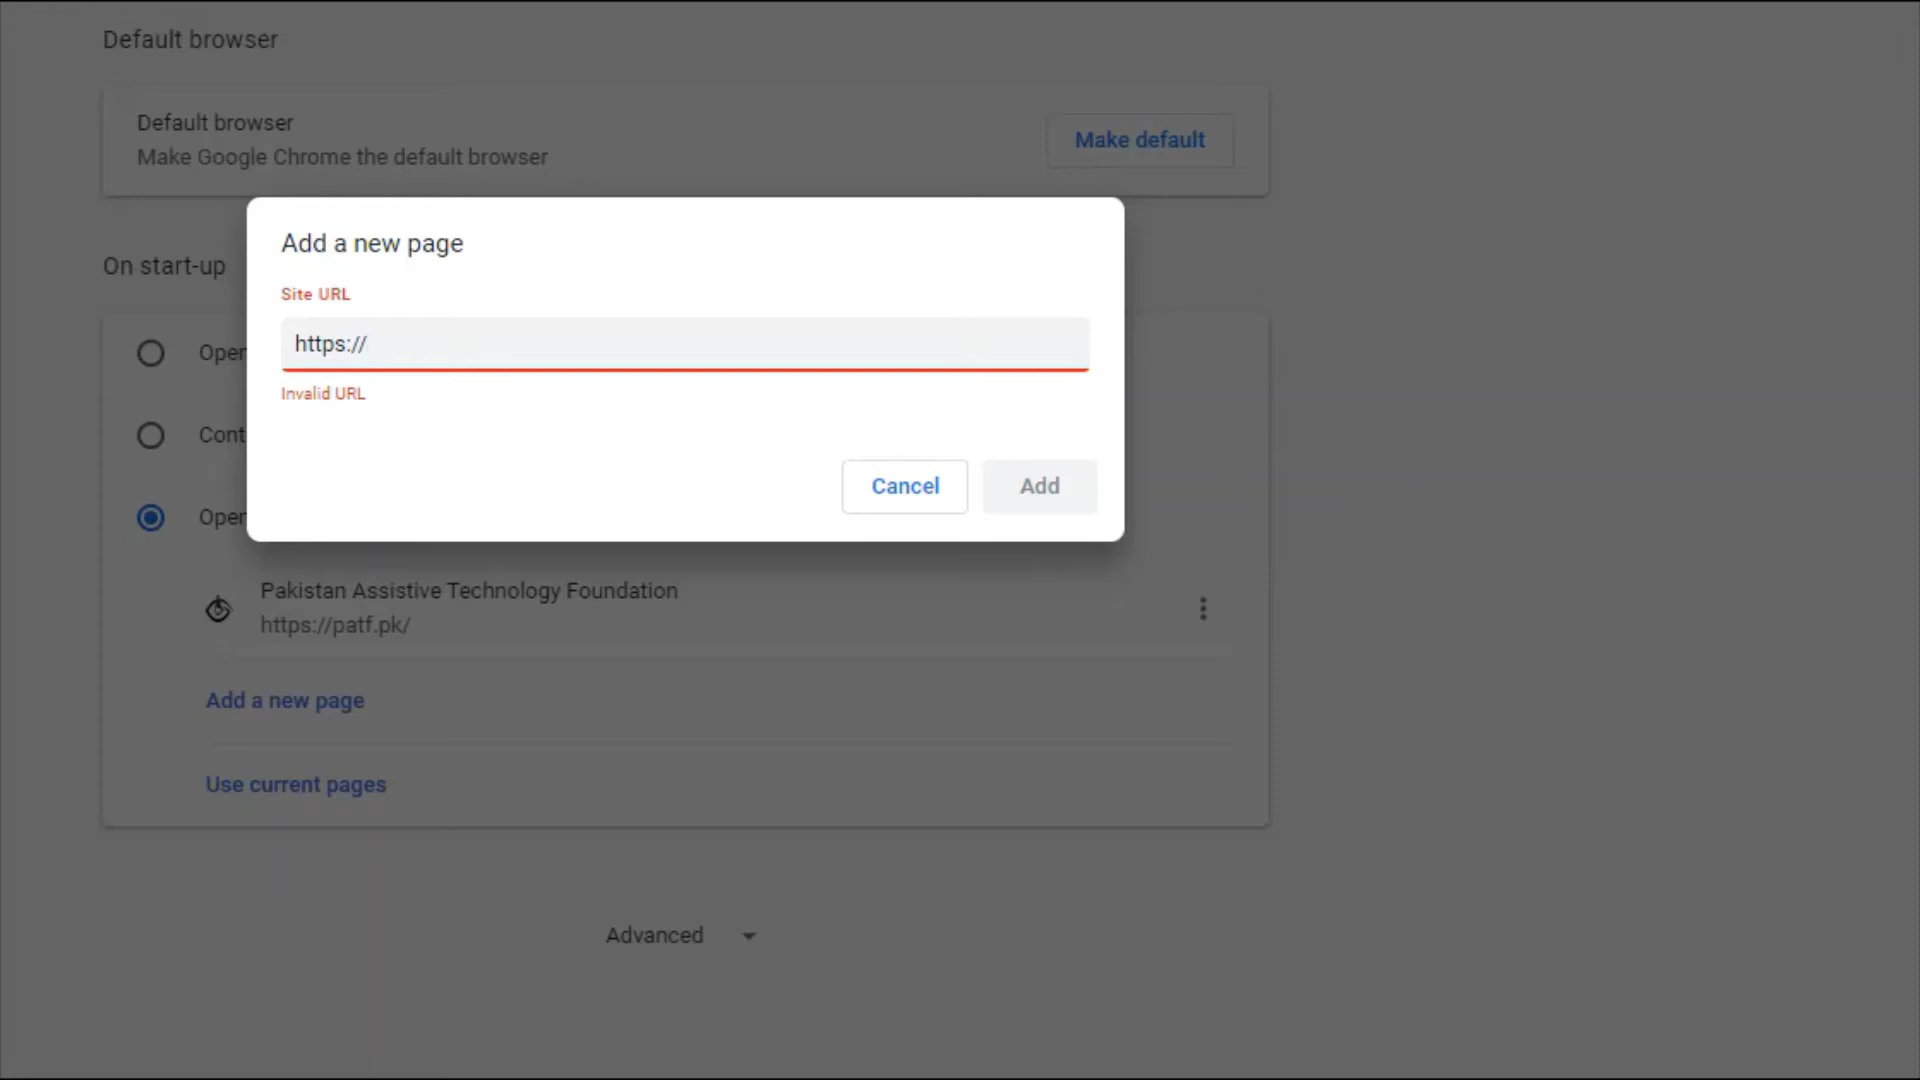 Default browser
Default browser
Make Google Chrome the default browser
Make default
Add a new page
On start-up
Site URL
https://
Invalid URL
Open
Cont
Cancel
Add
Open
Pakistan Assistive Technology Foundation
https://patf.pk/
Add a new page
Use current pages
Advanced